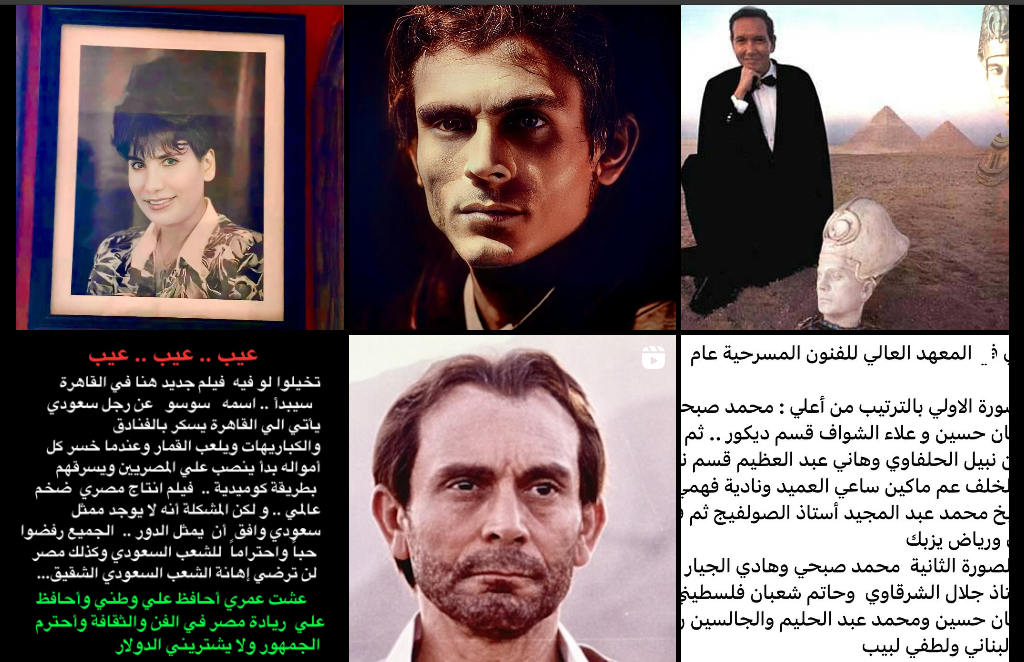 عيب .. عيب .. عيب
تخيلوا لو فيه فيلم جديد هنا في القاهرة
سيبدأ .. اسمه سوسو عن رجل سعودي
يأتي الي القاهرة يسكر بالفنادق
والكباريهات ويلعب القمار وعندما خسر كل
أمواله بدأ ينصب علي المصريين ويسرقهم
بطريقة كوميدية .. فيلم انتاج مصري ضخم
عالمي .. و لكن المشكلة أنه لا يوجد ممثل
سعودي وافق أن يمثل الدور .. الجميع رفضوا
حباً واحتراماً للشعب السعودي وكذلك مصر
لن ترضي إهانة الشعب السعودي الشقيق...
عشت عمري أحافظ علي وطني وأحافظ
علي ريادة مصر في الفن والثقافة وأحترم
الجمهور ولا يشتريني الدولار
المعهد العالي للفنون المسرحية عام
صورة الاولي بالترتيب من أعلي : محمد صبحي
حسين و علاء الشواف قسم ديكور .. ثم
نبيل الحلفاوي وهاني عبد العظيم قسم
لخلف عم ماكين ساعي العميد ونادية فهمي
محمد عبد المجيد أستاذ الصولفيج ثم
ورياض يزبك
لصورة الثانية محمد صبحي وهادي الجيار
جلال الشرقاوي وحاتم شعبان فلسطيني
حسين ومحمد عبد الحليم والجالسين
لبناني ولطفي لبيب